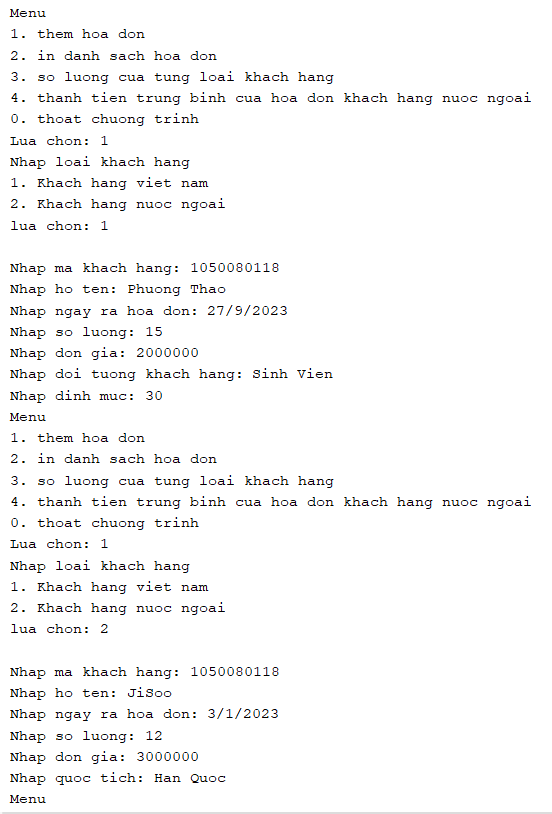 Menu
1. them hoa don
2. in danh sach hoa don
3. so luong cua tung loai khach hang
4. thanh tien trung binh cua hoa don khach hang nuoc ngoai
0. thoat chuong trinh
Lua chon: 1
Nhap loai khach hang
1. Khach hang viet nam
2. Khach hang nuoc ngoai
lua chon: 1
Nhap ma khach hang: 1050080118
Nhap ho ten: Phuong Thao
Nhap ngay ra hoa don: 27/9/2023
Nhap so luong: 15
Nhap don gia: 2000000
Nhap doi tuong khach hang: Sinh Vien
Nhap dinh muc: 30
Menu
1. them hoa don
2. in danh sach hoa don
3. so luong cua tung loai khach hang
4. thanh tien trung binh cua hoa don khach hang nuoc ngoai
0. thoat chuong trinh
Lua chon: 1
Nhap loai khach hang
1. Khach hang viet nam
2. Khach hang nuoc ngoai
lua chon: 2
Nhap ma khach hang: 1050080118
Nhap ho ten: JiSoo
Nhap ngay ra hoa don: 3/1/2023
Nhap so luong: 12
Nhap don gia: 3000000
Nhap quoc tich: Han Quoc
Menu